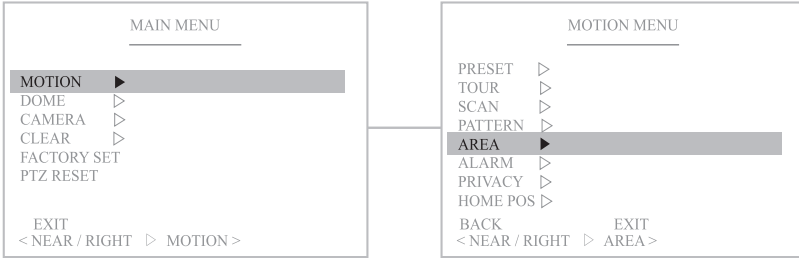 MAIN MENU
MOTION ▶
DOME ▷
CAMERA ▷
CLEAR ▷
FACTORY SET
PTZ RESET
EXIT
< NEAR / RIGHT ▷ MOTION >
MOTION MENU
PRESET ▷
TOUR ▷
SCAN ▷
PATTERN ▷
AREA ▶
ALARM ▷
PRIVACY ▷
HOME POS ▷
BACK EXIT
< NEAR / RIGHT ▷ AREA >